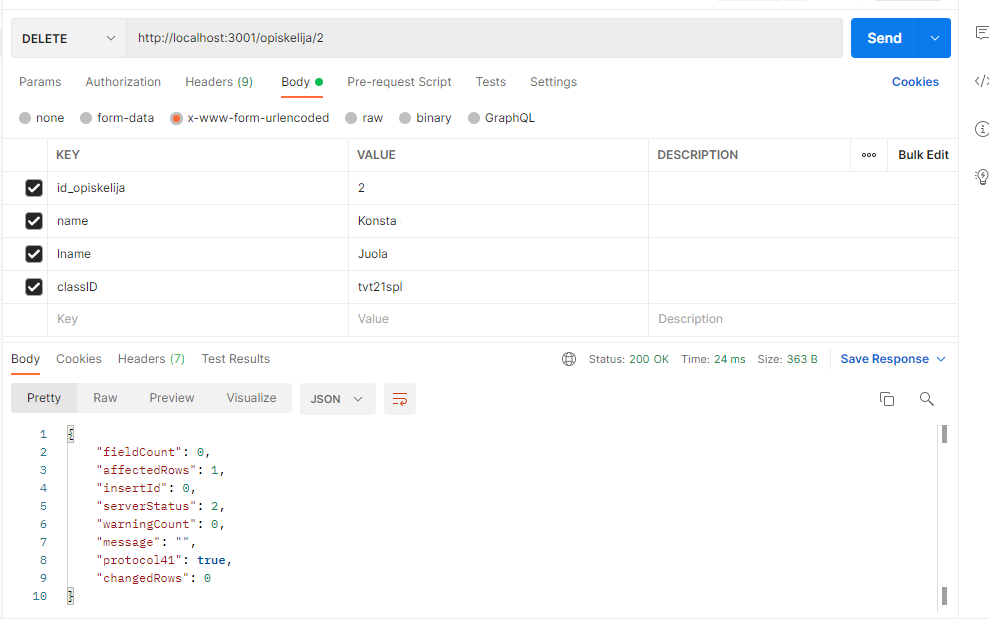 DELETE http://localhost:3001/opiskelija/2 Send
Params Authorization Headers (9) Body Pre-request Script Tests Settings Cookies
none form-data x-www-form-urlencoded raw binary GraphQL
KEY VALUE DESCRIPTION ooo Bulk Edit
id_opiskelija 2
name Konsta
lname Juola
classID tvt21spl
Key Value Description
Body Cookies Headers (7) Test Results Status: 200 OK Time: 24 ms Size: 363 B Save Response
Pretty Raw Preview Visualize JSON
1 {
2 "fieldCount": 0,
3 "affectedRows": 1,
4 "insertId": 0,
5 "serverStatus": 2,
6 "warningCount": 0,
7 "message": "",
8 "protocol41": true,
9 "changedRows": 0
10 }